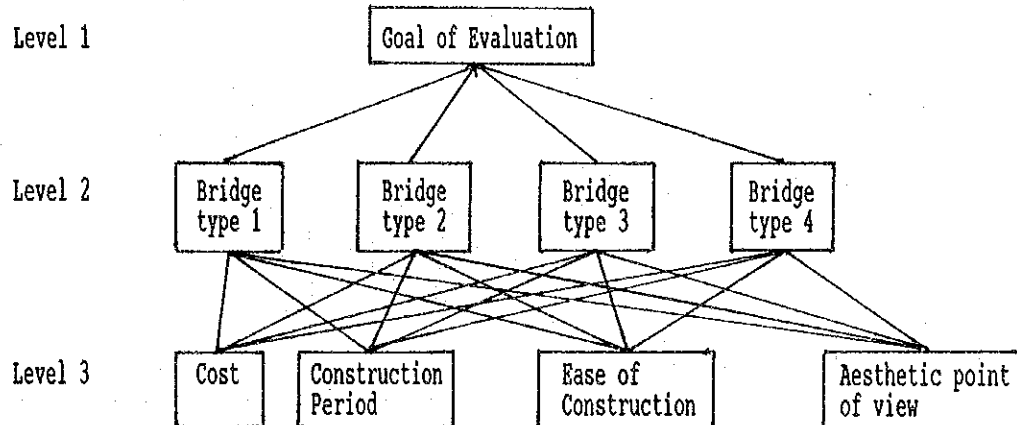 Level 1
Goal of Evaluation
Level 2
Bridge
type 1
Bridge
type 2
Bridge
type 3
Bridge
type 4
Level 3
Cost
Construction
Period
Ease of
Construction
Aesthetic point
of view